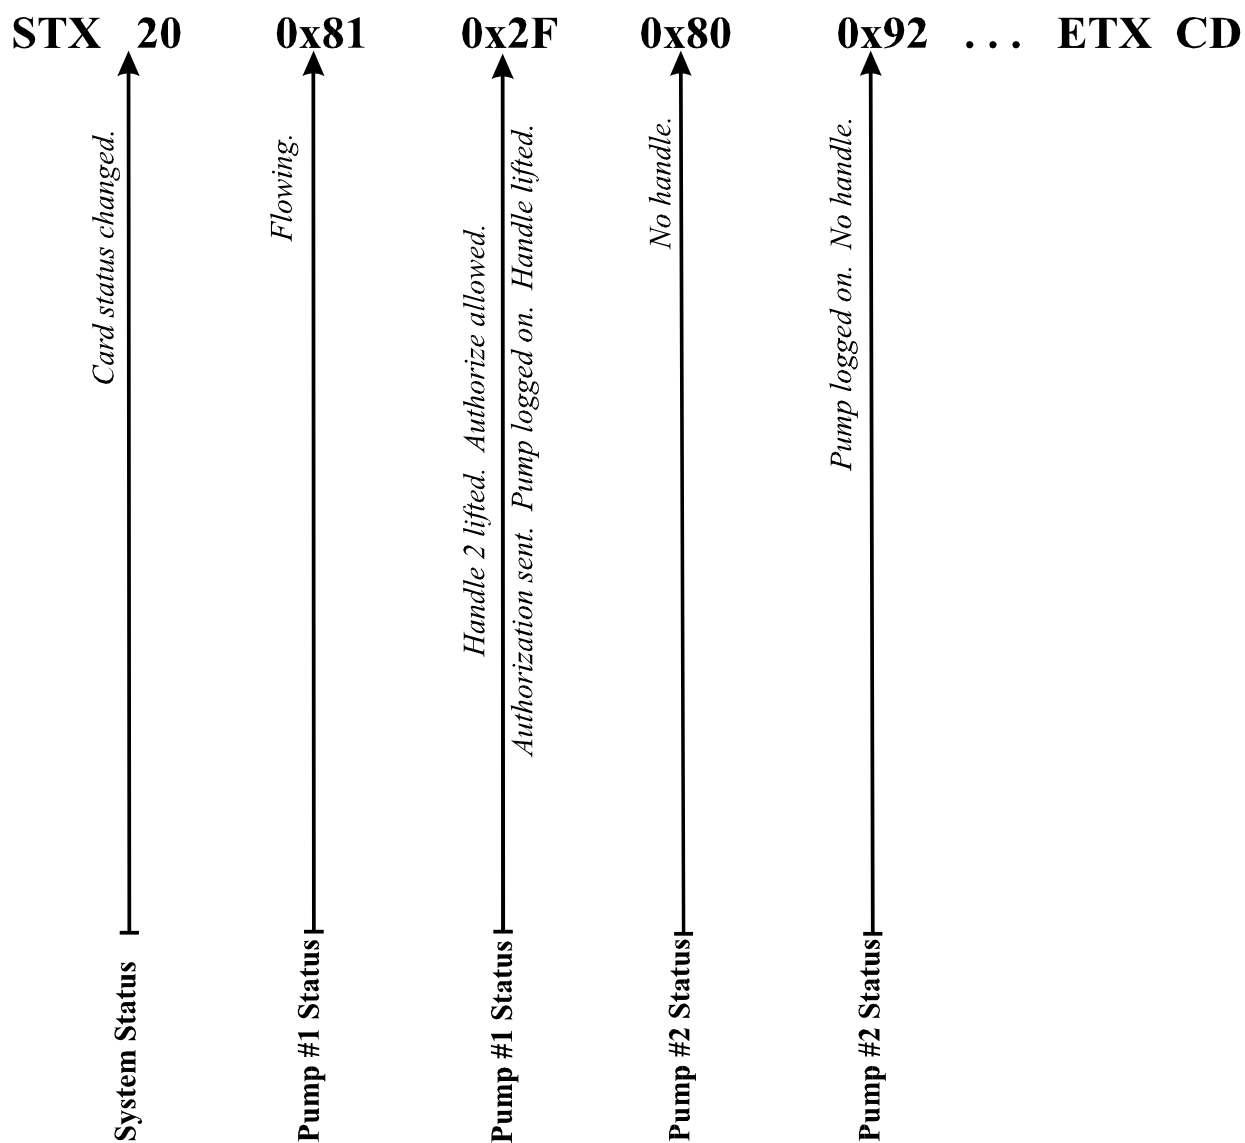 STX 20 0x81 0x2F 0x80 0x92 ... ETX CD
Card status changed.
Flowing.
Handle 2 lifted. Authorize allowed.
Authorization sent. Pump logged on. Handle lifted.
No handle.
Pump logged on. No handle.
System Status
Pump #1 Status
Pump #1 Status
Pump #2 Status
Pump #2 Status